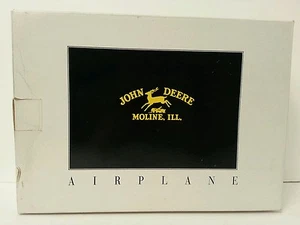 JOHN DEERE
MOLINE, ILL.
AIRPLANE